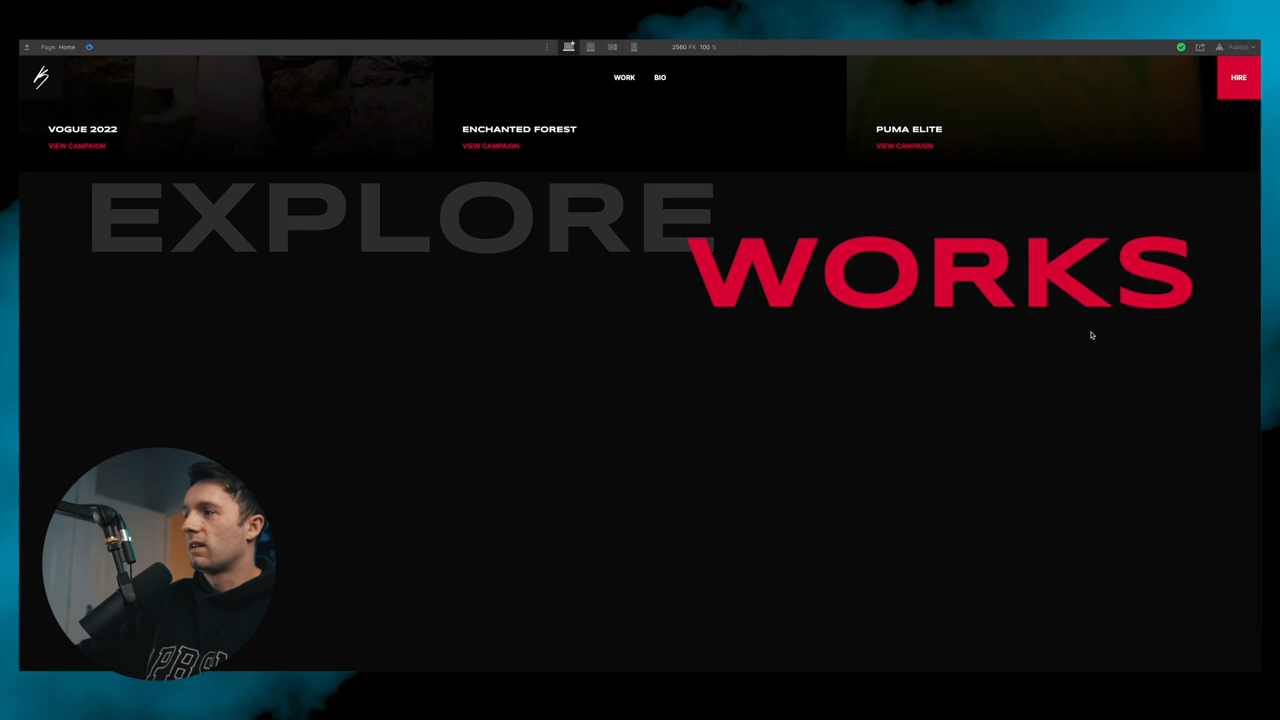 Page: Home
2560 PX 100 %
Publish
WORK BIO
HIRE
VOGUE 2022
VIEW CAMPAIGN
ENCHANTED FOREST
VIEW CAMPAIGN
PUMA ELITE
VIEW CAMPAIGN
EXPLORE
WORKS